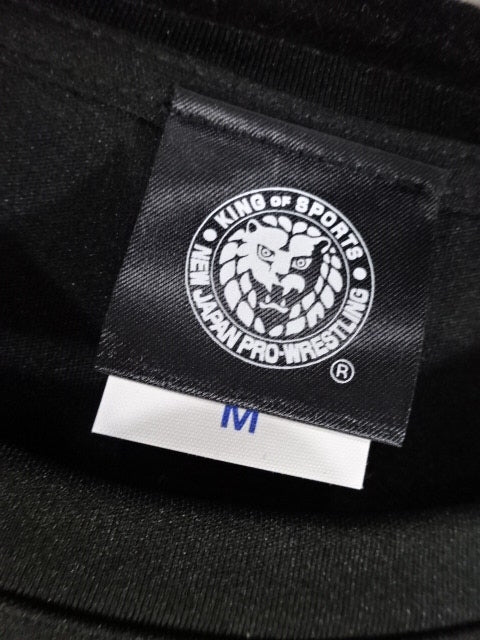 KING OF SPORTS
NEW JAPAN PRO-WRESTLING
®
M